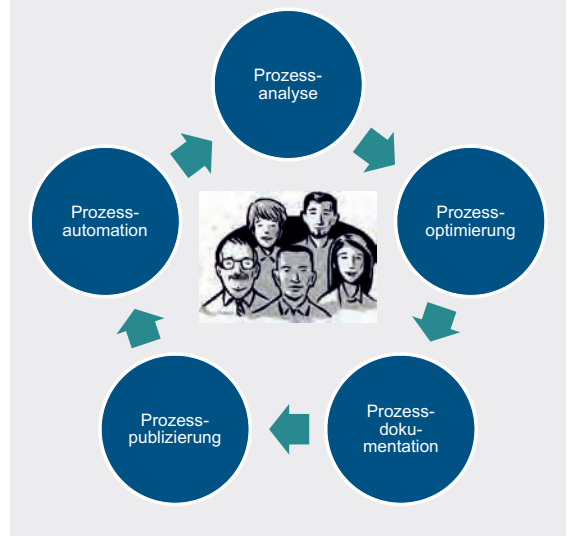 Prozess-
analyse
Prozess-
optimierung
Prozess-
doku-
mentation
Prozess-
publizierung
Prozess-
automation